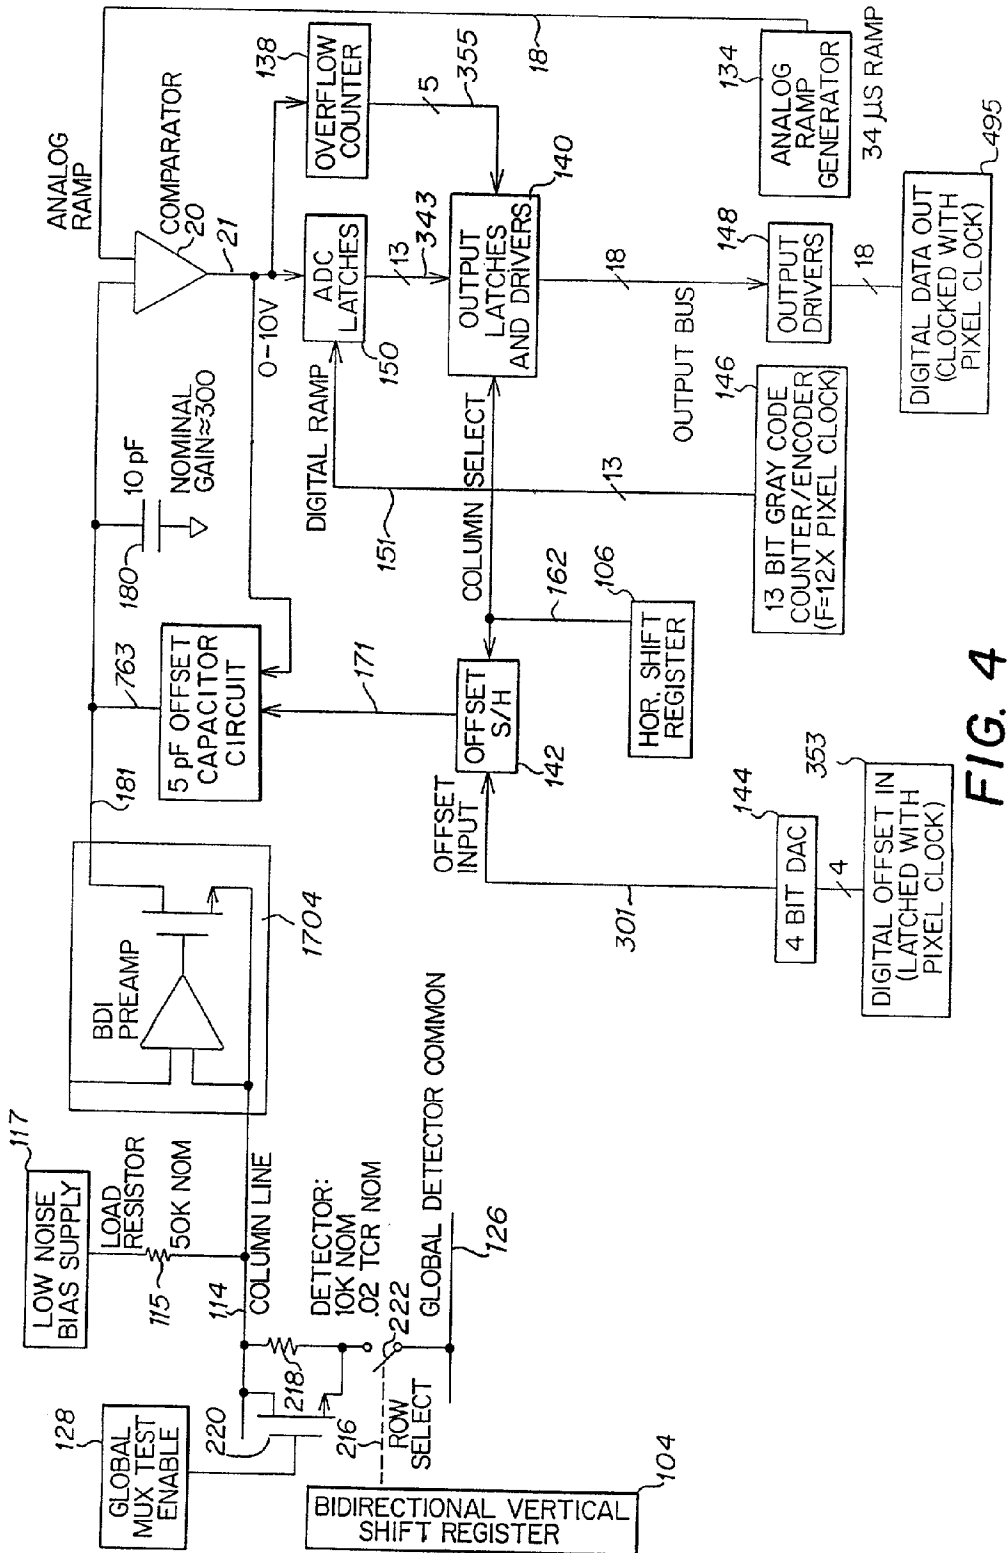 128
GLOBAL
MUX TEST
ENABLE
117
LOW NOISE
BIAS SUPPLY
LOAD
RESISTOR
50K NOM
115
114
COLUMN LINE
220
218
216
DETECTOR:
10K NOM
.02 TCR NOM
222
ROW
SELECT
GLOBAL DETECTOR COMMON
126
BIDIRECTIONAL VERTICAL
SHIFT REGISTER
104
BDI
PREAMP
1704
181
763
5 pF OFFSET
CAPACITOR
CIRCUIT
180
10 pF
NOMINAL
GAIN≈300
171
OFFSET
INPUT
OFFSET
S/H
142
301
144
4 BIT DAC
4
353
DIGITAL OFFSET IN
(LATCHED WITH
PIXEL CLOCK)
162
106
HOR. SHIFT
REGISTER
COLUMN SELECT
ANALOG
RAMP
COMPARATOR
20
21
0-10V
138
OVERFLOW
COUNTER
5
355
ADC
LATCHES
150
13
343
DIGITAL RAMP
151
13
OUTPUT
LATCHES
AND DRIVERS
140
18
OUTPUT BUS
146
13 BIT GRAY CODE
COUNTER/ENCODER
(F=12X PIXEL CLOCK)
148
OUTPUT
DRIVERS
18
DIGITAL DATA OUT
(CLOCKED WITH
PIXEL CLOCK)
495
18
134
ANALOG
RAMP
GENERATOR
34 µS RAMP
FIG. 4